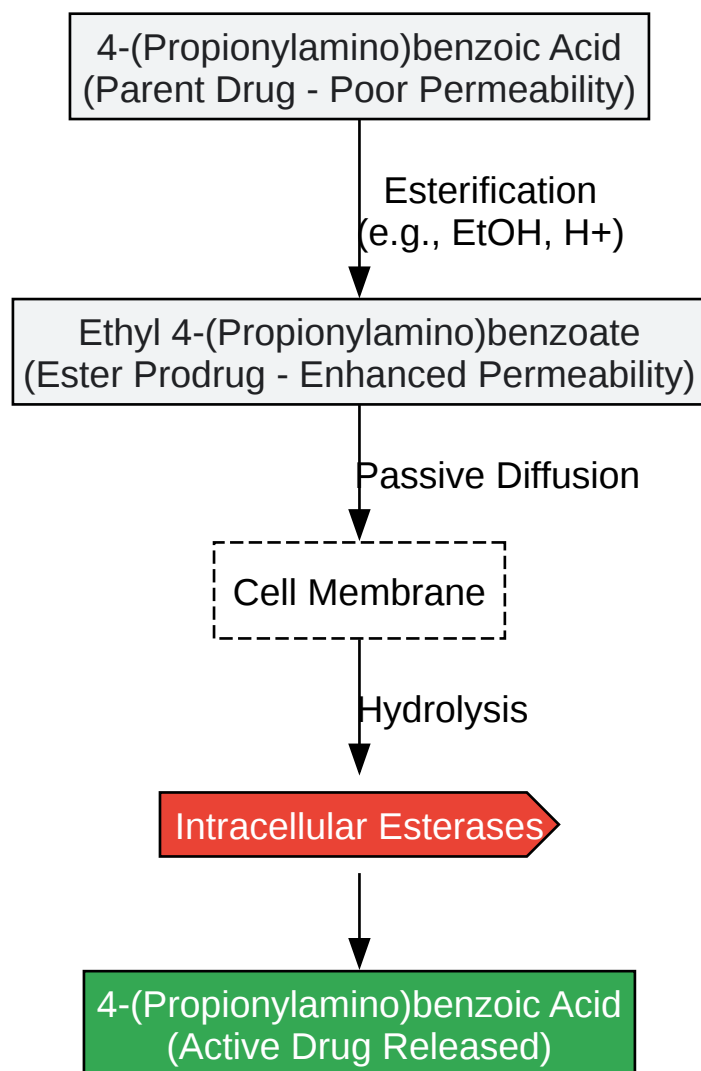 4-(Propionylamino)benzoic Acid
(Parent Drug - Poor Permeability)
Esterification
(e.g., EtOH, H+)
Ethyl 4-(Propionylamino)benzoate
(Ester Prodrug - Enhanced Permeability)
Passive Diffusion
Cell Membrane
Hydrolysis
Intracellular Esterases
4-(Propionylamino)benzoic Acid
(Active Drug Released)